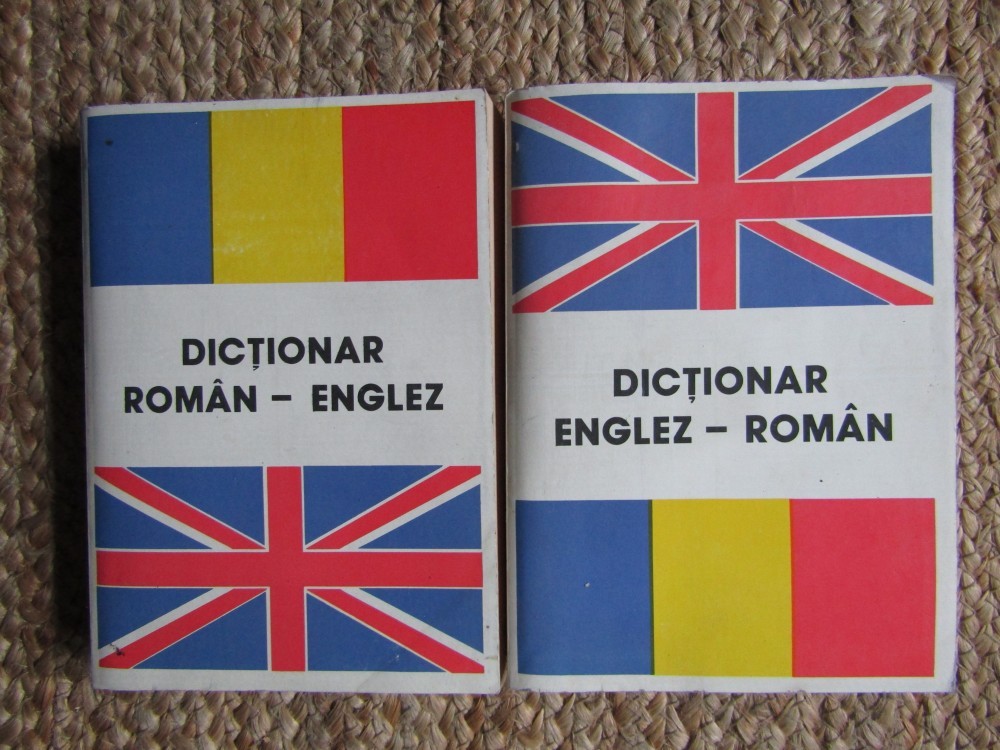 DICȚIONAR
ROMÂN – ENGLEZ
DICȚIONAR
ENGLEZ – ROMÂN